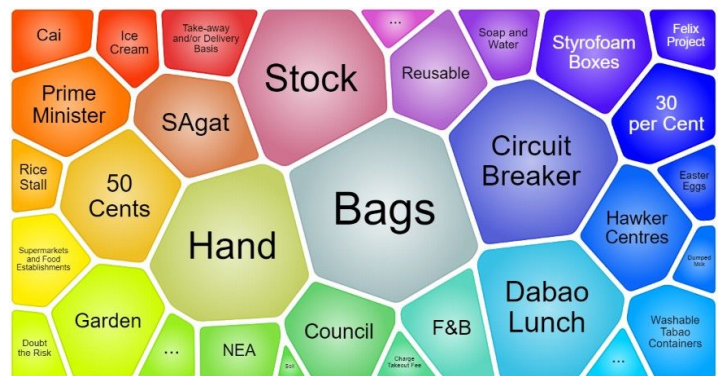 Cai
Ice
Cream
Take-away
and/or Delivery
Basis
Stock
...
Reusable
Soap and
Water
Styrofoam
Boxes
Felix
Project
Prime
Minister
SAgat
Circuit
Breaker
30
per Cent
Rice
Stall
50
Cents
Bags
Easter
Eggs
Hand
Hawker
Centres
Supermarkets
and Food
Establishments
Dumped
Milk
Garden
Dabao
Lunch
Council
F&B
Washable
Tabao
Containers
Doubt
the Risk
...
NEA
Soil
Charge
Takeout Fee
...